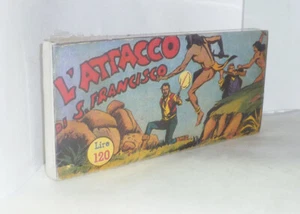 L'ATTACCO
DI S. FRANCISCO
Lire
120